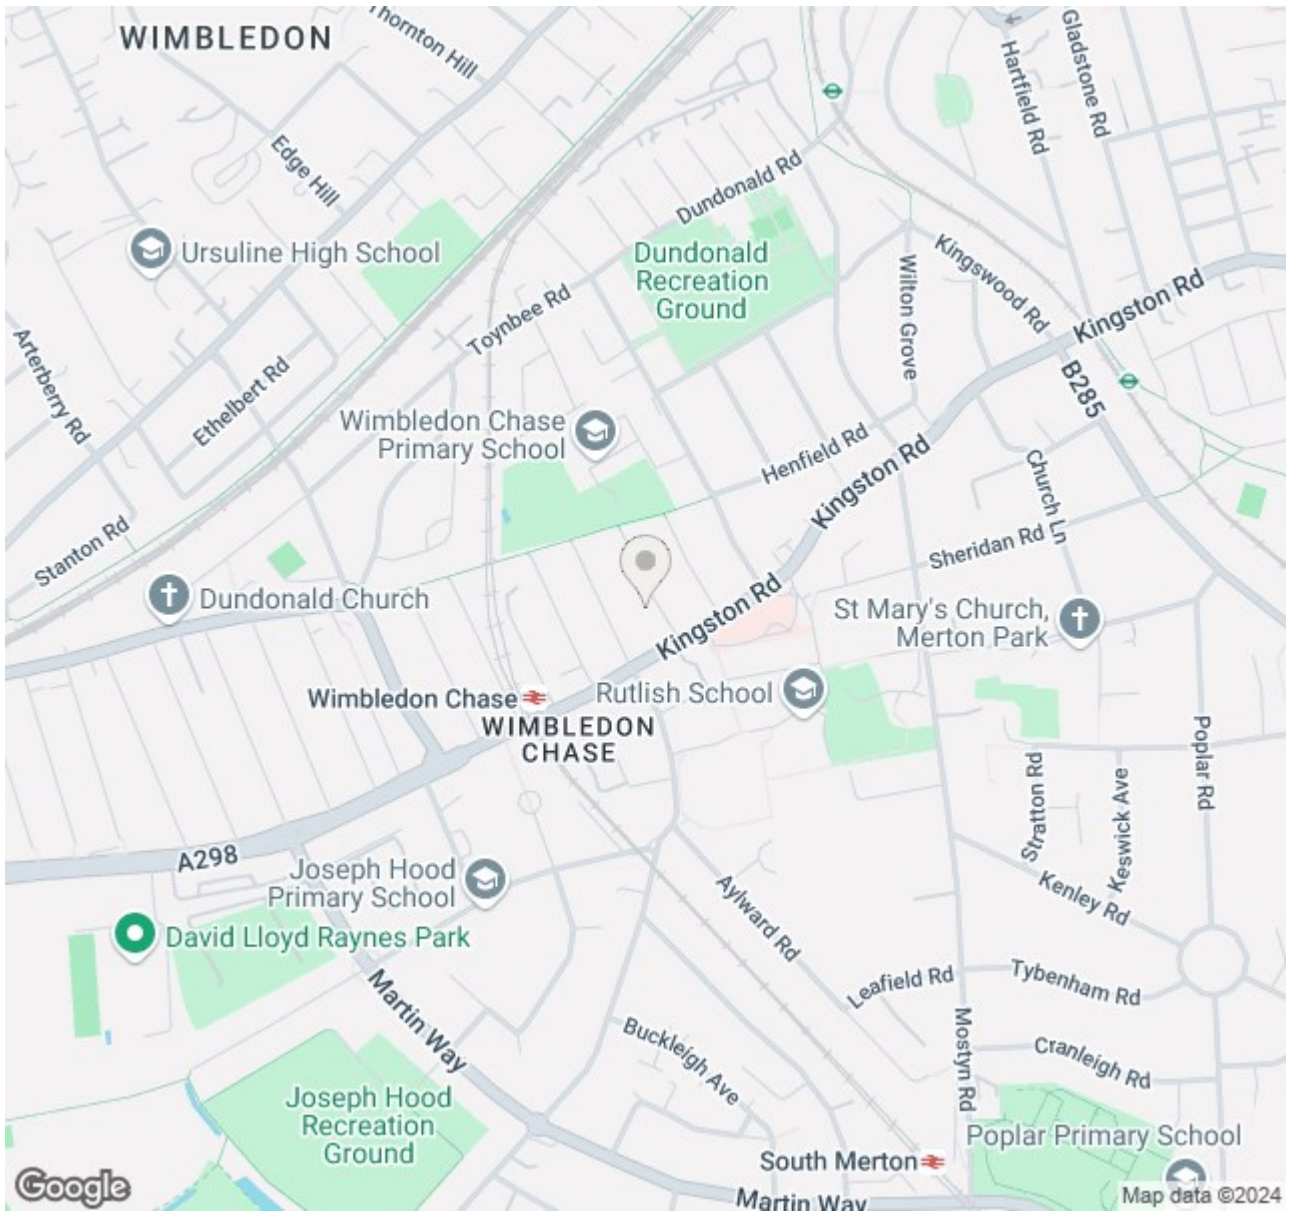 WIMBLEDON
Thornton Hill
Gladstone Rd
Hartfield Rd
Edge Hill
Dundonald Rd
Ursuline High School
Dundonald
Recreation
Ground
Wilton Grove
Kingswood Rd
Kingston Rd
Toynbee Rd
Arterberry Rd
Ethelbert Rd
B285
Wimbledon Chase
Primary School
Henfield Rd
Kingston Rd
Church Ln
Stanton Rd
Sheridan Rd
Dundonald Church
Kingston Rd
St Mary's Church,
Merton Park
Wimbledon Chase
Rutlish School
WIMBLEDON
CHASE
Poplar Rd
Stratton Rd
Keswick Ave
A298
Joseph Hood
Primary School
Aylward Rd
Kenley Rd
David Lloyd Raynes Park
Leafield Rd
Tybenham Rd
Martin Way
Buckleigh Ave
Mostyn Rd
Cranleigh Rd
Joseph Hood
Recreation
Ground
Poplar Primary School
South Merton
Martin Way
Google
Map data ©2024